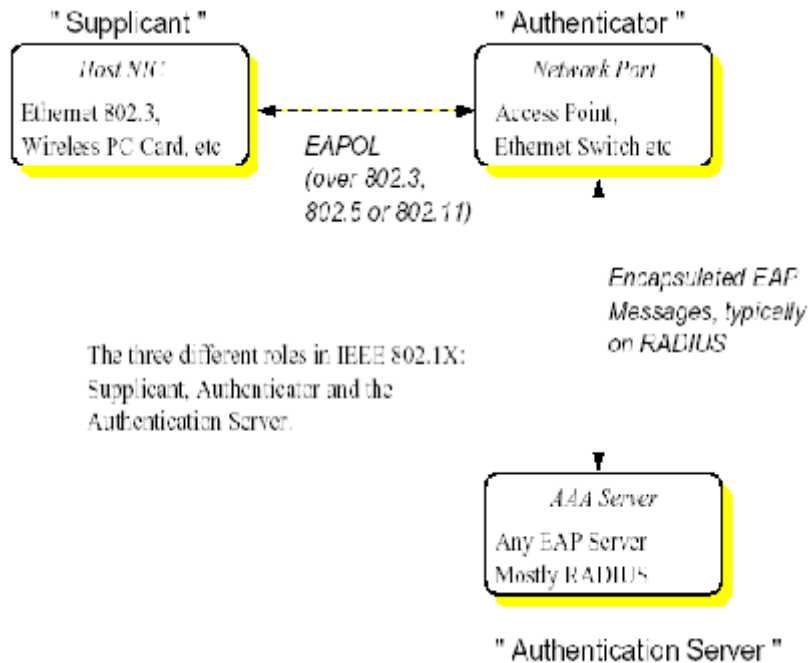 " Supplicant "
" Authenticator "
Host NIC
Ethernet 802.3,
Wireless PC Card, etc
Network Port
Access Point,
Ethernet Switch etc
EAPOL
(over 802.3,
802.5 or 802.11)
Encapsulated EAP
Messages, typically
on RADIUS
The three different roles in IEEE 802.1X:
Supplicant, Authenticator and the
Authentication Server.
AAA Server
Any EAP Server
Mostly RADIUS
" Authentication Server "